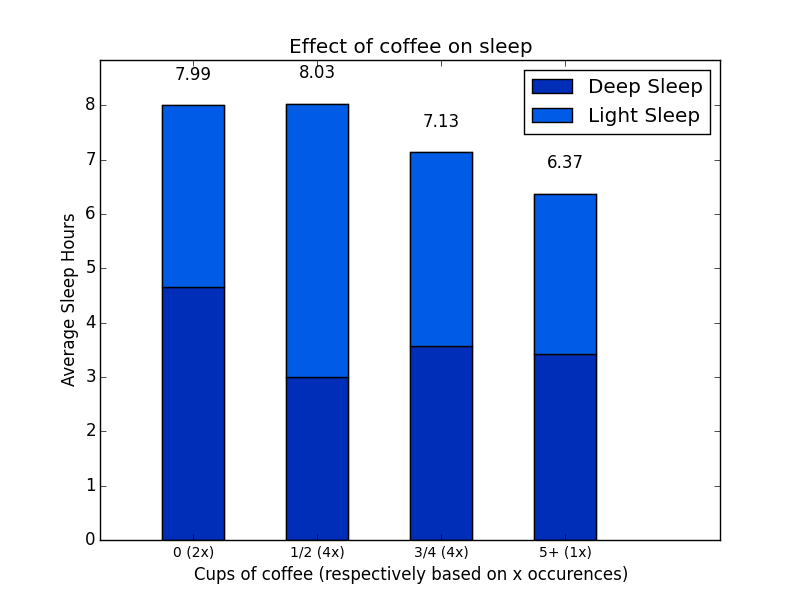 Effect of coffee on sleep
7.99
8.03
7.13
6.37
Deep Sleep
Light Sleep
Average Sleep Hours
8
7
6
5
4
3
2
1
0
0 (2x)
1/2 (4x)
3/4 (4x)
5+ (1x)
Cups of coffee (respectively based on x occurences)